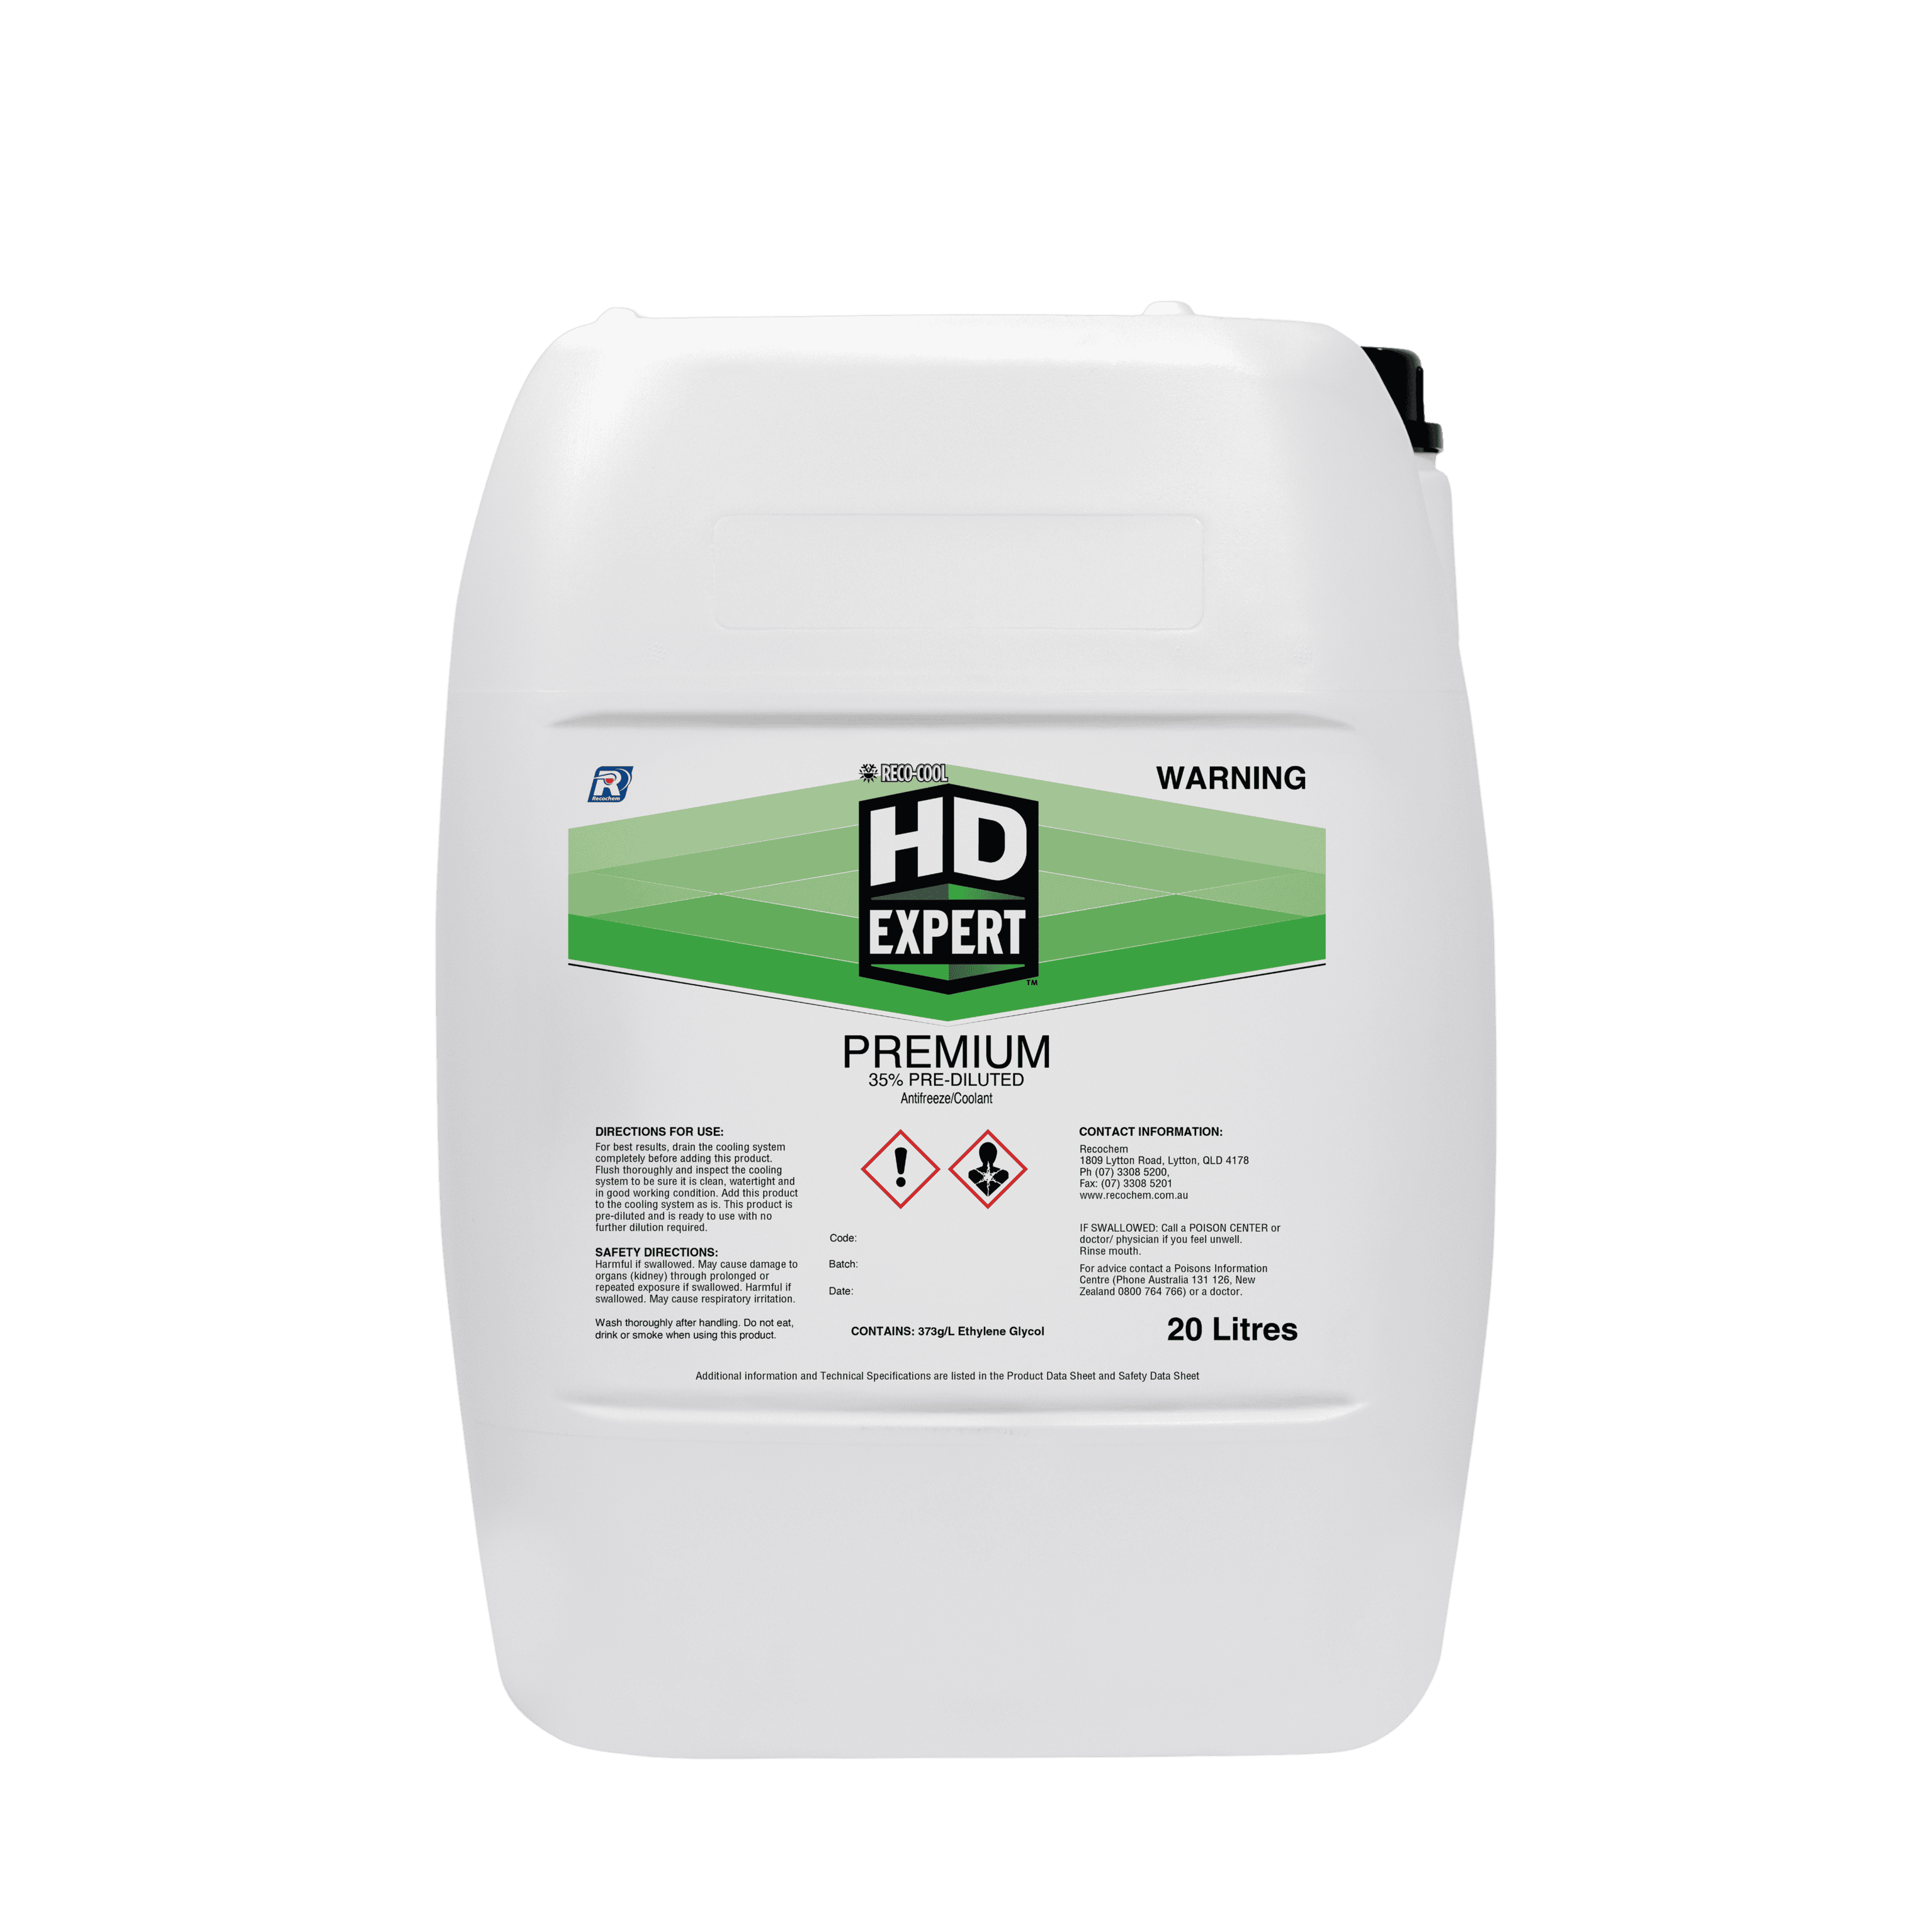 Recochem
RECO-COOL
WARNING
HD
EXPERT
TM
PREMIUM
35% PRE-DILUTED
Antifreeze/Coolant
DIRECTIONS FOR USE:
For best results, drain the cooling system
completely before adding this product.
Flush thoroughly and inspect the cooling
system to be sure it is clean, watertight and
in good working condition. Add this product
to the cooling system as is. This product is
pre-diluted and is ready to use with no
further dilution required.
SAFETY DIRECTIONS:
Harmful if swallowed. May cause damage to
organs (kidney) through prolonged or
repeated exposure if swallowed. Harmful if
swallowed. May cause respiratory irritation.
Wash thoroughly after handling. Do not eat,
drink or smoke when using this product.
Code:
Batch:
Date:
CONTAINS: 373g/L Ethylene Glycol
CONTACT INFORMATION:
Recochem
1809 Lytton Road, Lytton, QLD 4178
Ph (07) 3308 5200,
Fax: (07) 3308 5201
www.recochem.com.au
IF SWALLOWED: Call a POISON CENTER or
doctor/ physician if you feel unwell.
Rinse mouth.
For advice contact a Poisons Information
Centre (Phone Australia 131 126, New
Zealand 0800 764 766) or a doctor.
20 Litres
Additional information and Technical Specifications are listed in the Product Data Sheet and Safety Data Sheet